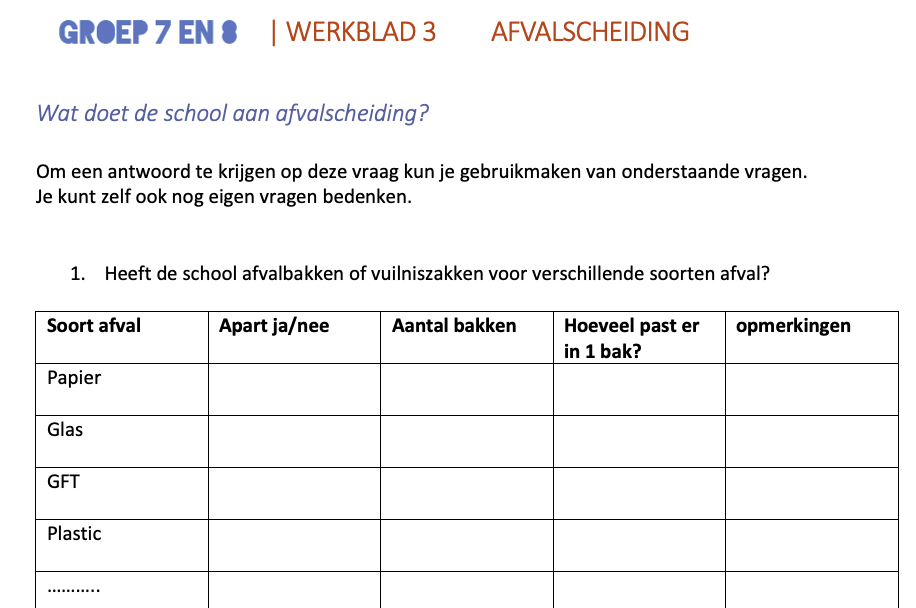 GROEP 7 EN 8 | WERKBLAD 3 AFVALSCHEIDING
Wat doet de school aan afvalscheiding?
Om een antwoord te krijgen op deze vraag kun je gebruikmaken van onderstaande vragen.
Je kunt zelf ook nog eigen vragen bedenken.
1. Heeft de school afvalbakken of vuilniszakken voor verschillende soorten afval?
Soort afval Apart ja/nee Aantal bakken Hoeveel past er opmerkingen
in 1 bak?
Papier
Glas
GFT
Plastic
...........